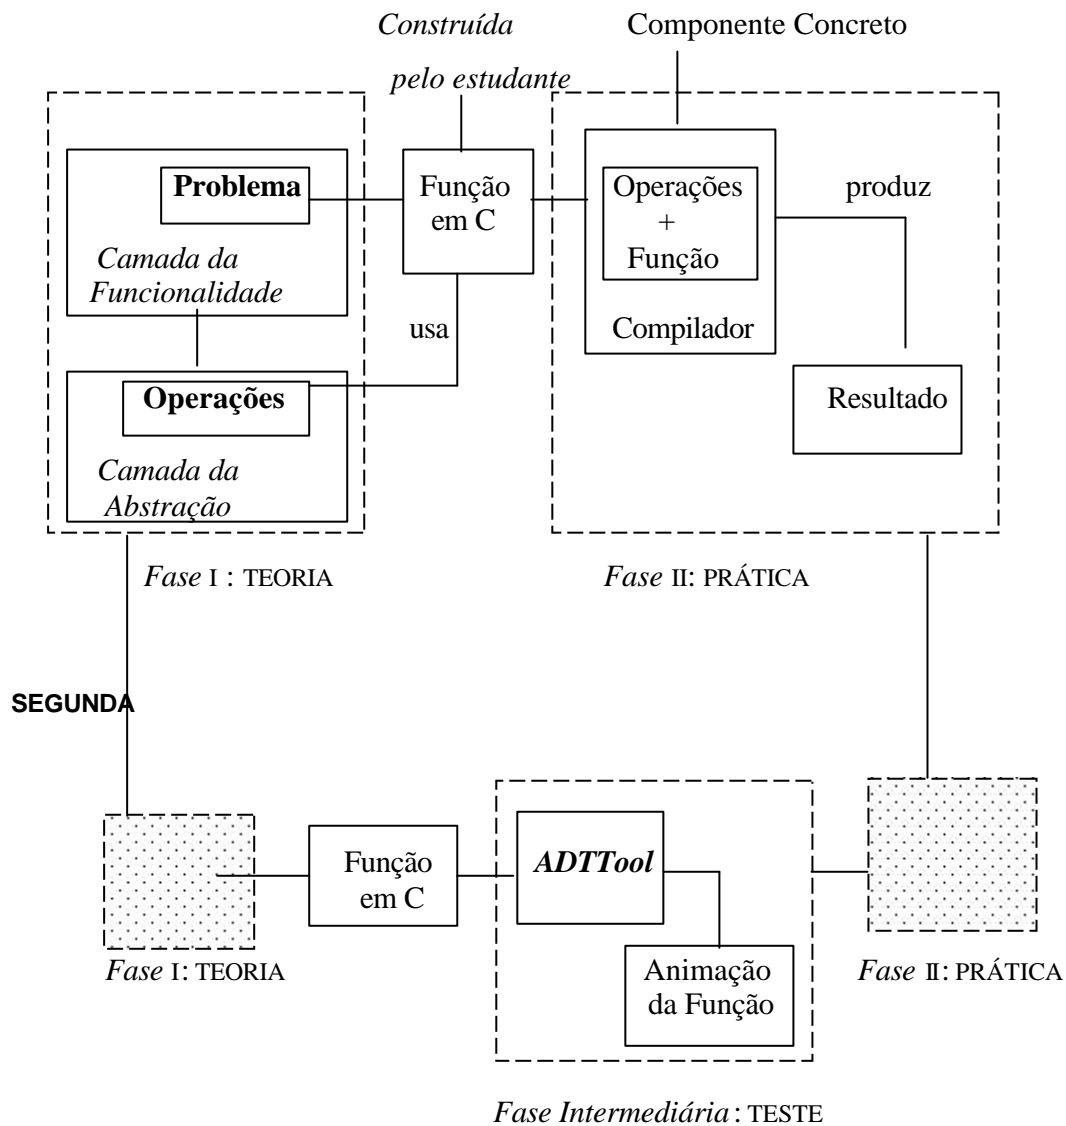 Construída
pelo estudante
Componente Concreto
Problema
Camada da
Funcionalidade
Função
em C
Operações
+
Função
Compilador
produz
usa
Resultado
Operações
Camada da
Abstração
Fase I : TEORIA
Fase II: PRÁTICA
SEGUNDA
Função
em C
ADTTool
Animação
da Função
Fase I: TEORIA
Fase II: PRÁTICA
Fase Intermediária : TESTE